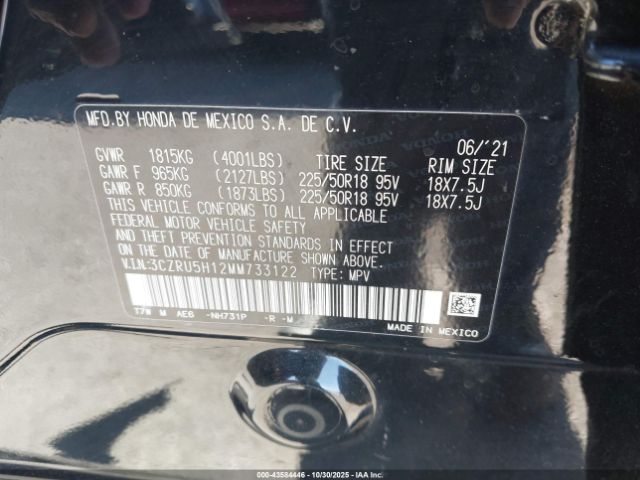 MFD.BY HONDA DE MEXICO S.A. DE C.V.
06/'21
GVWR 1815KG (4001LBS) TIRE SIZE RIM SIZE
GAWR F 965KG (2127LBS) 225/50R18 95V 18X7.5J
GAWR R 850KG (1873LBS) 225/50R18 95V 18X7.5J
THIS VEHICLE CONFORMS TO ALL APPLICABLE
FEDERAL MOTOR VEHICLE SAFETY
AND THEFT PREVENTION STANDARDS IN EFFECT
ON THE DATE OF MANUFACTURE SHOWN ABOVE.
V.I.N:3CZRU5H12MM733122 TYPE: MPV
T7W M AE6 -NH731P -R -M
MADE IN MEXICO
000-43584446 - 10/30/2025 - IAA Inc.